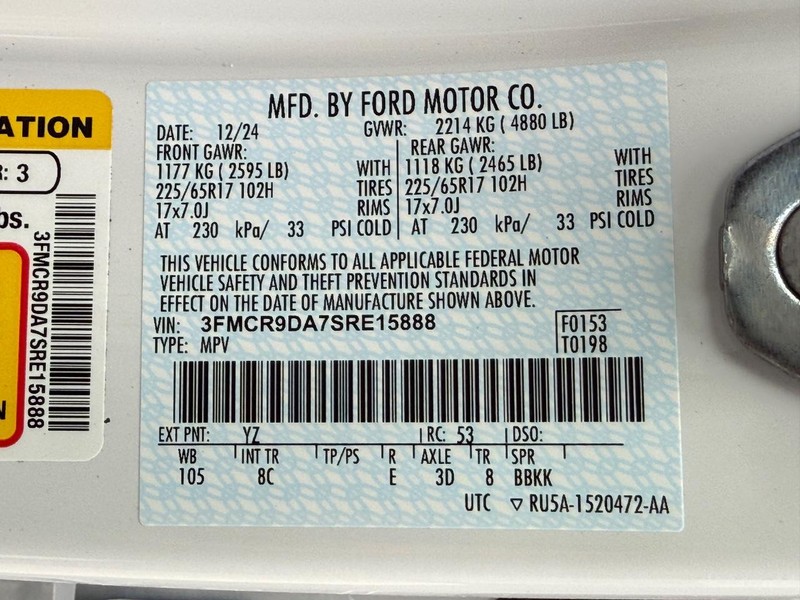 ATION
R: 3
bs.
3FMCR9DA7SRE15888
N
MFD. BY FORD MOTOR CO.
DATE: 12/24 GVWR: 2214 KG ( 4880 LB)
FRONT GAWR: REAR GAWR:
1177 KG ( 2595 LB) WITH 1118 KG ( 2465 LB) WITH
225/65R17 102H TIRES 225/65R17 102H TIRES
17x7.0J RIMS 17x7.0J RIMS
AT 230 kPa/ 33 PSI COLD AT 230 kPa/ 33 PSI COLD
THIS VEHICLE CONFORMS TO ALL APPLICABLE FEDERAL MOTOR
VEHICLE SAFETY AND THEFT PREVENTION STANDARDS IN
EFFECT ON THE DATE OF MANUFACTURE SHOWN ABOVE.
VIN: 3FMCR9DA7SRE15888 F0153
TYPE: MPV T0198
EXT PNT: YZ RC: 53 DSO:
WB INT TR TP/PS R AXLE TR SPR
105 8C E 3D 8 BBKK
UTC ▽ RU5A-1520472-AA